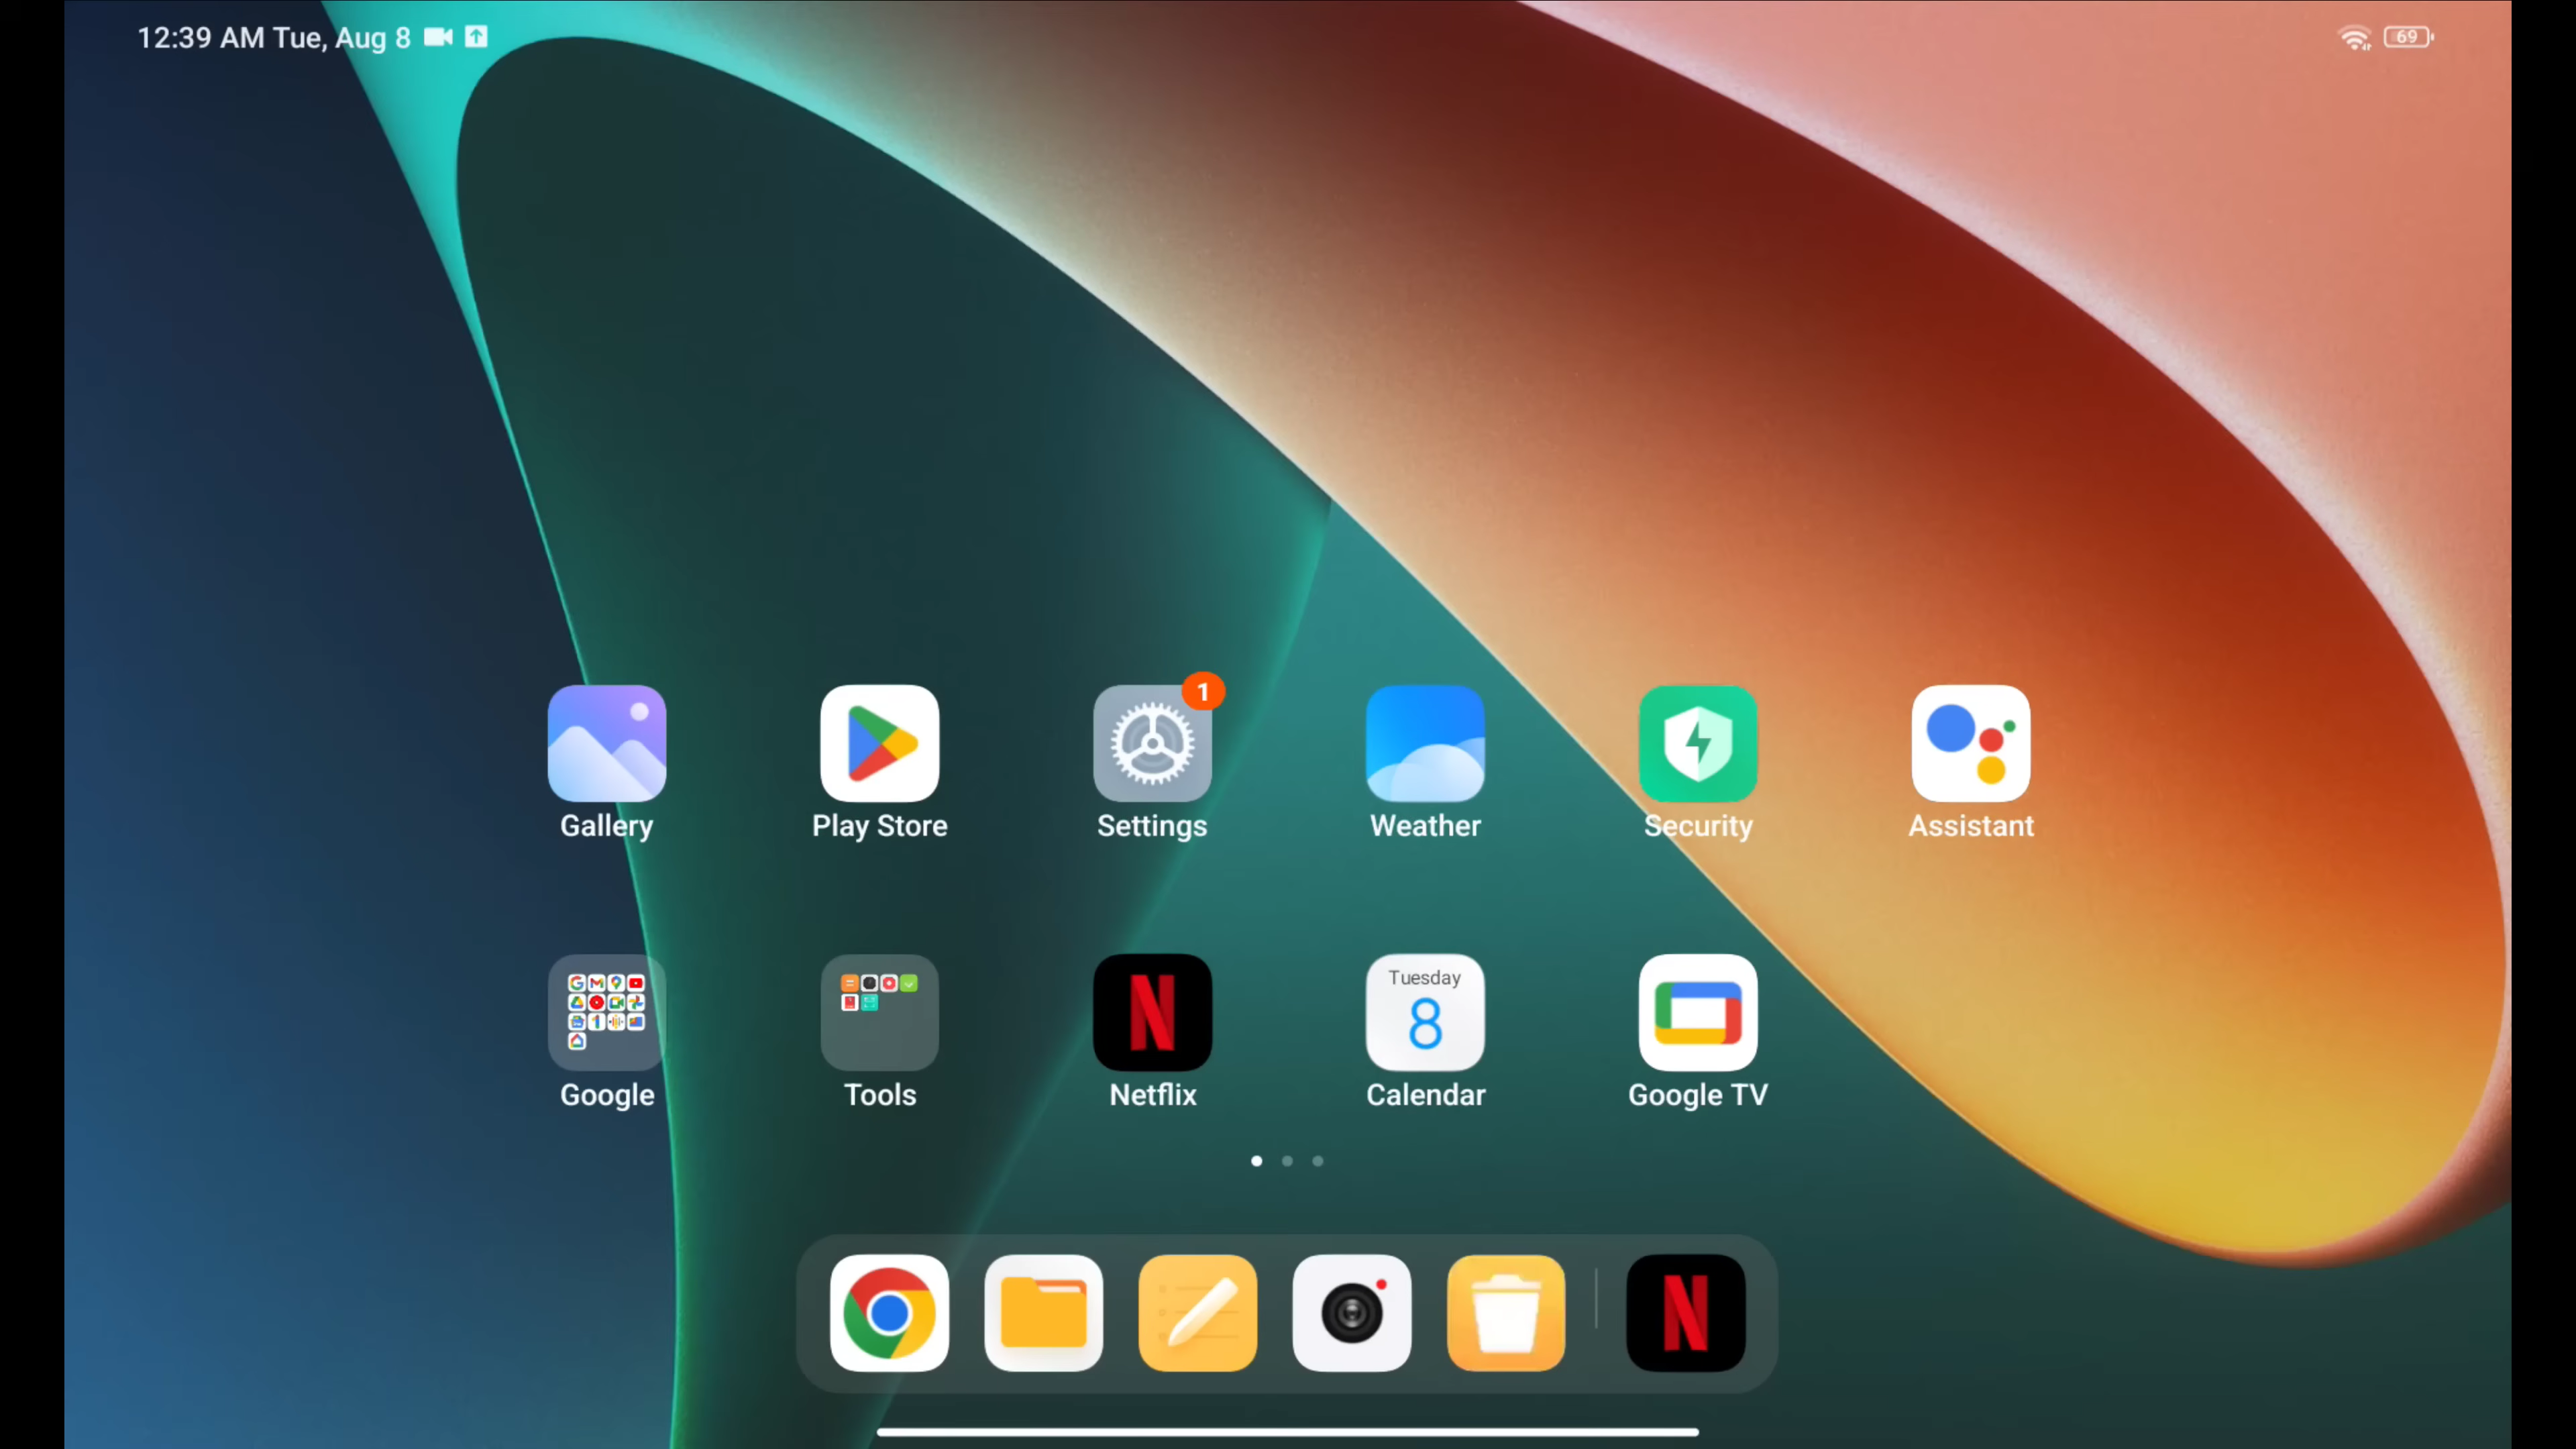 12:39 AM Tue, Aug 8
69
1
Gallery
Play Store
Settings
Weather
Security
Assistant
Tuesday
8
Google
Tools
Netflix
Calendar
Google TV